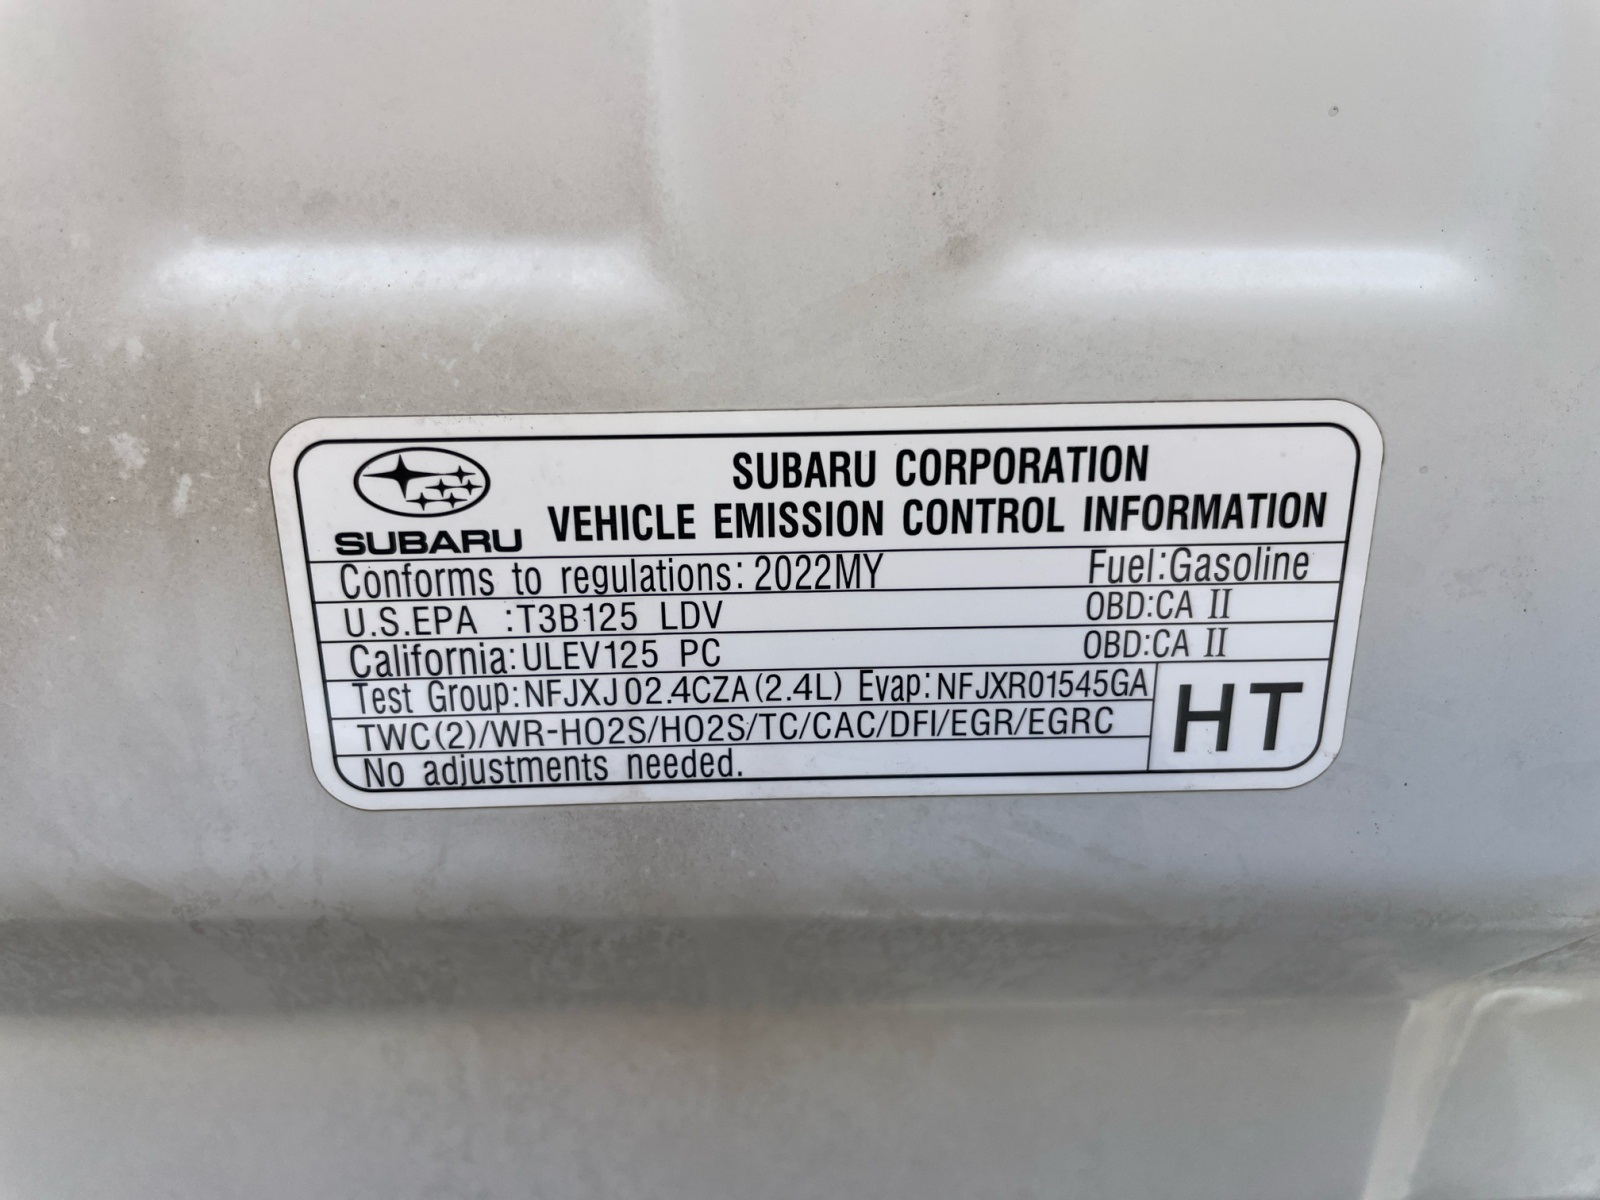 SUBARU CORPORATION
SUBARU VEHICLE EMISSION CONTROL INFORMATION
Conforms to regulations: 2022MY Fuel:Gasoline
U.S.EPA :T3B125 LDV OBD:CA II
California:ULEV125 PC OBD:CA II
Test Group:NFJXJ02.4CZA(2.4L) Evap:NFJXR01545GA
TWC(2)/WR-HO2S/HO2S/TC/CAC/DFI/EGR/EGRC
No adjustments needed.
HT